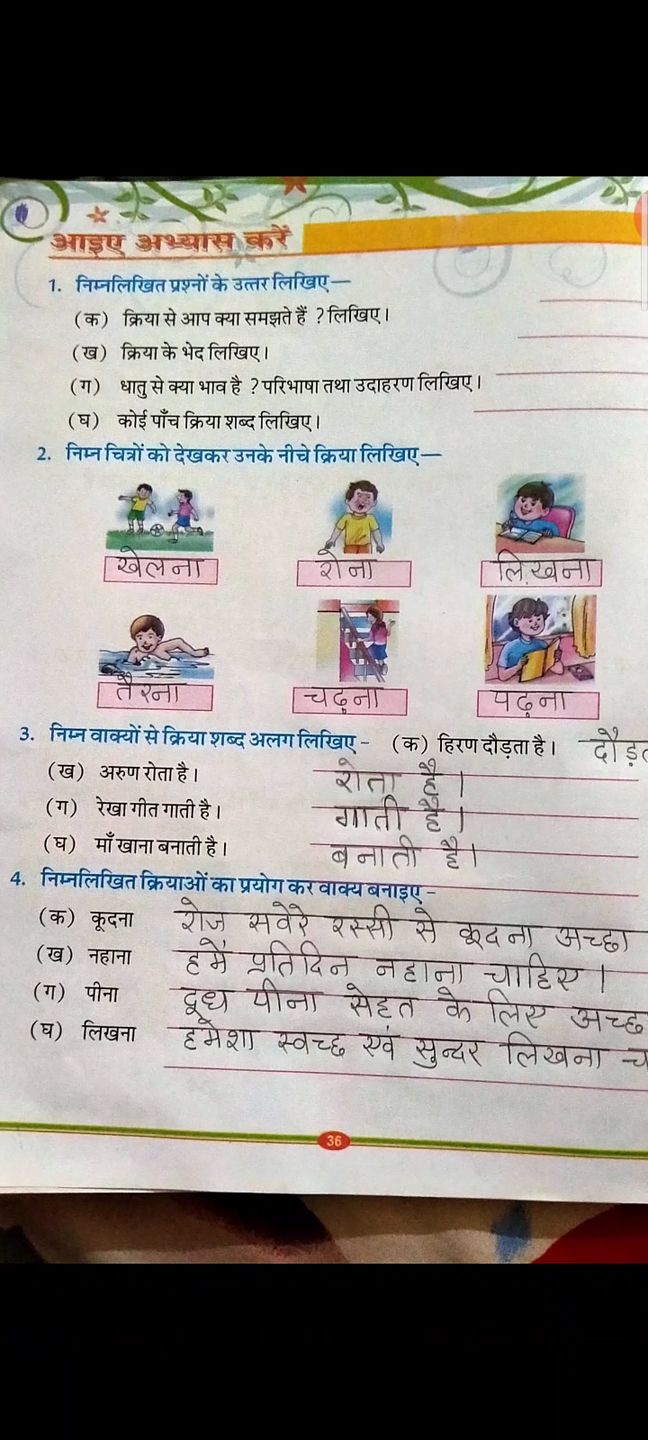 आइए अभ्यास करें
1. निम्नलिखित प्रश्नों के उत्तर लिखिए—
(क) क्रिया से आप क्या समझते हैं ? लिखिए।
(ख) क्रिया के भेद लिखिए।
(ग) धातु से क्या भाव है ? परिभाषा तथा उदाहरण लिखिए।
(घ) कोई पाँच क्रिया शब्द लिखिए।
2. निम्न चित्रों को देखकर उनके नीचे क्रिया लिखिए—
खेलना रोना लिखना
तैरना चढ़ना पढ़ना
3. निम्न वाक्यों से क्रिया शब्द अलग लिखिए - (क) हिरण दौड़ता है। दौड़त
(ख) अरुण रोता है। रोता है।
(ग) रेखा गीत गाती है। गाती है।
(घ) माँ खाना बनाती है। बनाती है।
4. निम्नलिखित क्रियाओं का प्रयोग कर वाक्य बनाइए -
(क) कूदना रोज सवेरे रस्सी से कूदना अच्छा
(ख) नहाना हमें प्रतिदिन नहाना चाहिए।
(ग) पीना दूध पीना सेहत के लिए अच्छ
(घ) लिखना हमेशा स्वच्छ एवं सुन्दर लिखना च
36